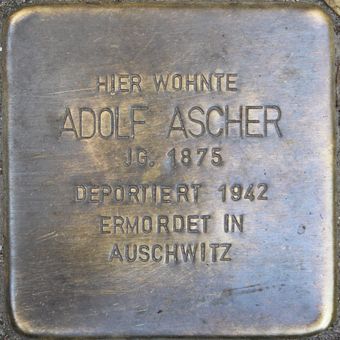 HIER WOHNTE
ADOLF ASCHER
JG. 1875
DEPORTIERT 1942
ERMORDET IN
AUSCHWITZ